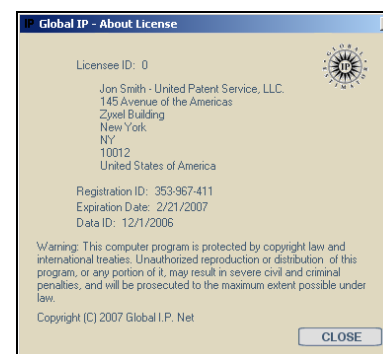 IP Global IP - About License
GLOBAL
IP
ESTIMATOR
Licensee ID: 0
Jon Smith - United Patent Service, LLC.
145 Avenue of the Americas
Zyxel Building
New York
NY
10012
United States of America
Registration ID: 353-967-411
Expiration Date: 2/21/2007
Data ID: 12/1/2006
Warning: This computer program is protected by copyright law and
international treaties. Unauthorized reproduction or distribution of this
program, or any portion of it, may result in severe civil and criminal
penalties, and will be prosecuted to the maximum extent possible under
law.
Copyright (C) 2007 Global I.P. Net
CLOSE